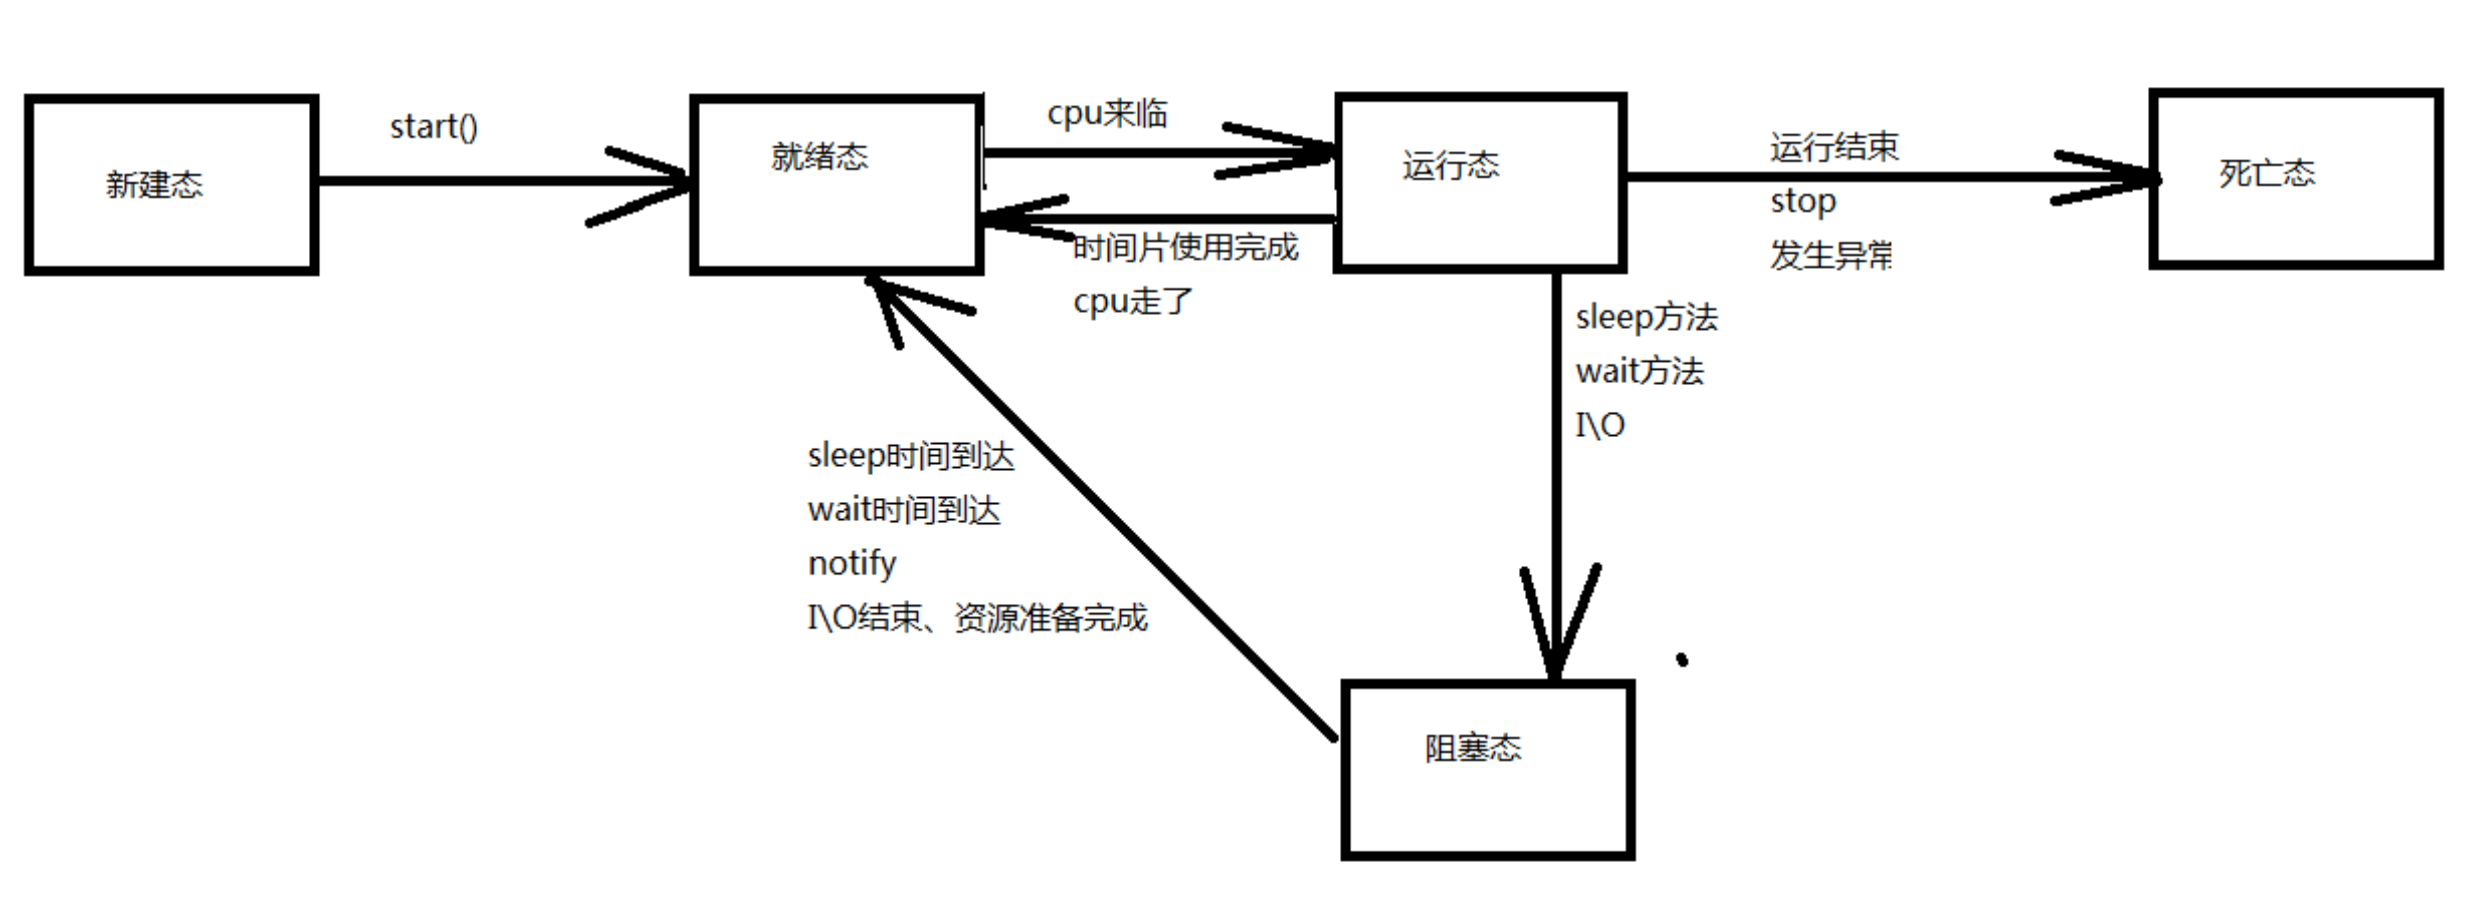 新建态
start()
就绪态
cpu来临
时间片使用完成
cpu走了
运行态
运行结束
stop
发生异常
死亡态
sleep方法
wait方法
I\O
sleep时间到达
wait时间到达
notify
I\O结束、资源准备完成
阻塞态